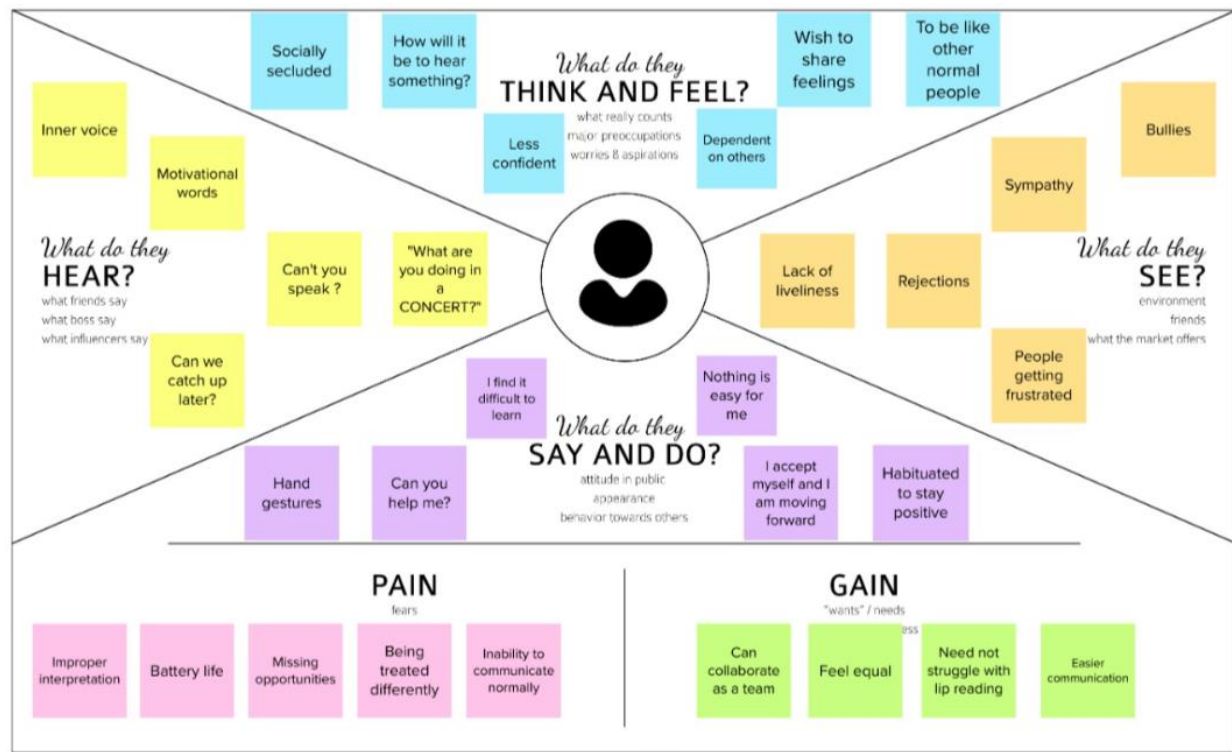 Socially
secluded
How will it
be to hear
something?
What do they
THINK AND FEEL?
what really counts
major preoccupations
worries & aspirations
Less
confident
Dependent
on others
Wish to
share
feelings
To be like
other
normal
people
Inner voice
Motivational
words
What do they
HEAR?
what friends say
what boss say
what influencers say
Can't you
speak ?
"What are
you doing in
a
CONCERT?"
Can we
catch up
later?
Bullies
Sympathy
What do they
SEE?
environment
friends
what the market offers
Lack of
liveliness
Rejections
People
getting
frustrated
I find it
difficult to
learn
Nothing is
easy for
me
What do they
SAY AND DO?
attitude in public
appearance
behavior towards others
Hand
gestures
Can you
help me?
I accept
myself and I
am moving
forward
Habituated
to stay
positive
PAIN
fears
Improper
interpretation
Battery life
Missing
opportunities
Being
treated
differently
Inability to
communicate
normally
GAIN
"wants" / needs
ess
Can
collaborate
as a team
Feel equal
Need not
struggle with
lip reading
Easier
communication